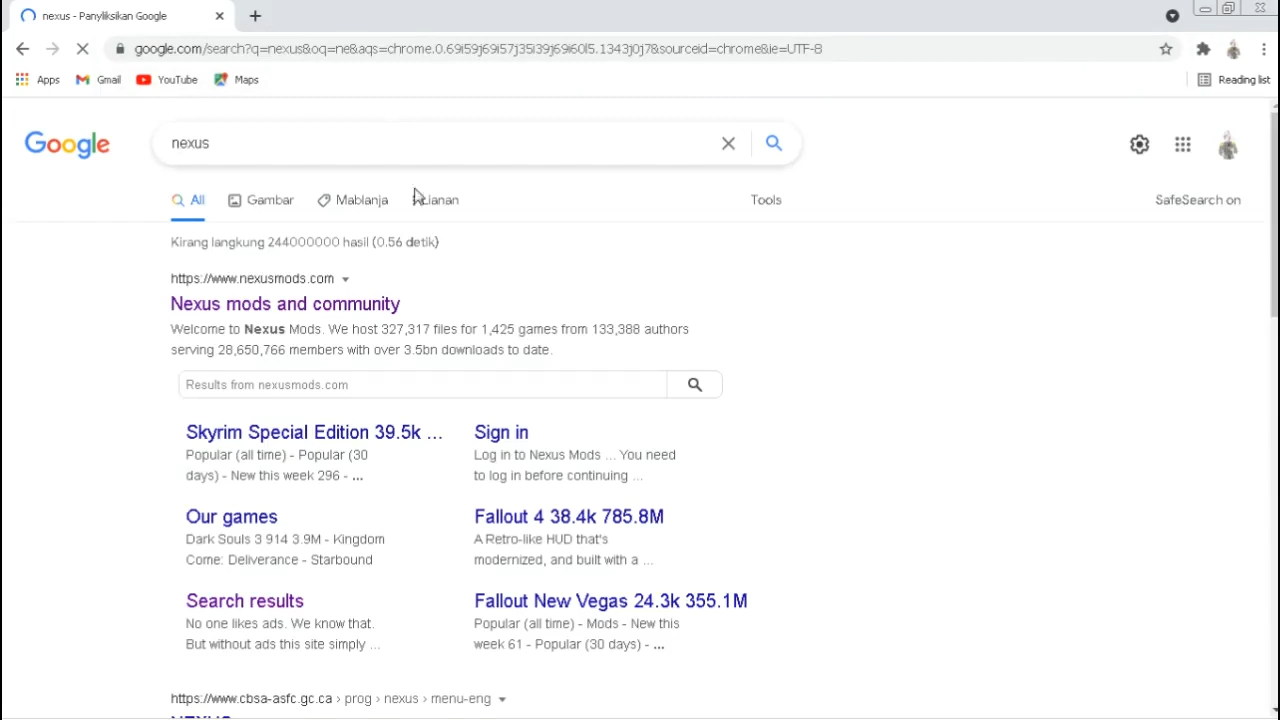 nexus - Panyliksikan Google
google.com/search?q=nexus&oq=ne&aqs=chrome.0.69i59j69i57j35i39j69i60l5.1343j0j7&sourceid=chrome&ie=UTF-8
Apps Gmail YouTube Maps Reading list
Google nexus
All Gambar Mablanja Tools SafeSearch on
Kirang langkung 244000000 hasil (0.56 detik)
https://www.nexusmods.com
Nexus mods and community
Welcome to Nexus Mods. We host 327,317 files for 1,425 games from 133,388 authors
serving 28,650,766 members with over 3.5bn downloads to date.
Results from nexusmods.com
Skyrim Special Edition 39.5k ...
Popular (all time) - Popular (30
days) - New this week 296 - ...
Sign in
Log in to Nexus Mods ... You need
to log in before continuing ...
Our games
Dark Souls 3 914 3.9M - Kingdom
Come: Deliverance - Starbound
Fallout 4 38.4k 785.8M
A Retro-like HUD that's
modernized, and built with a ...
Search results
No one likes ads. We know that.
But without ads this site simply ...
Fallout New Vegas 24.3k 355.1M
Popular (all time) - Mods - New this
week 61 - Popular (30 days) - ...
https://www.cbsa-asfc.gc.ca › prog › nexus › menu-eng
NEXUS